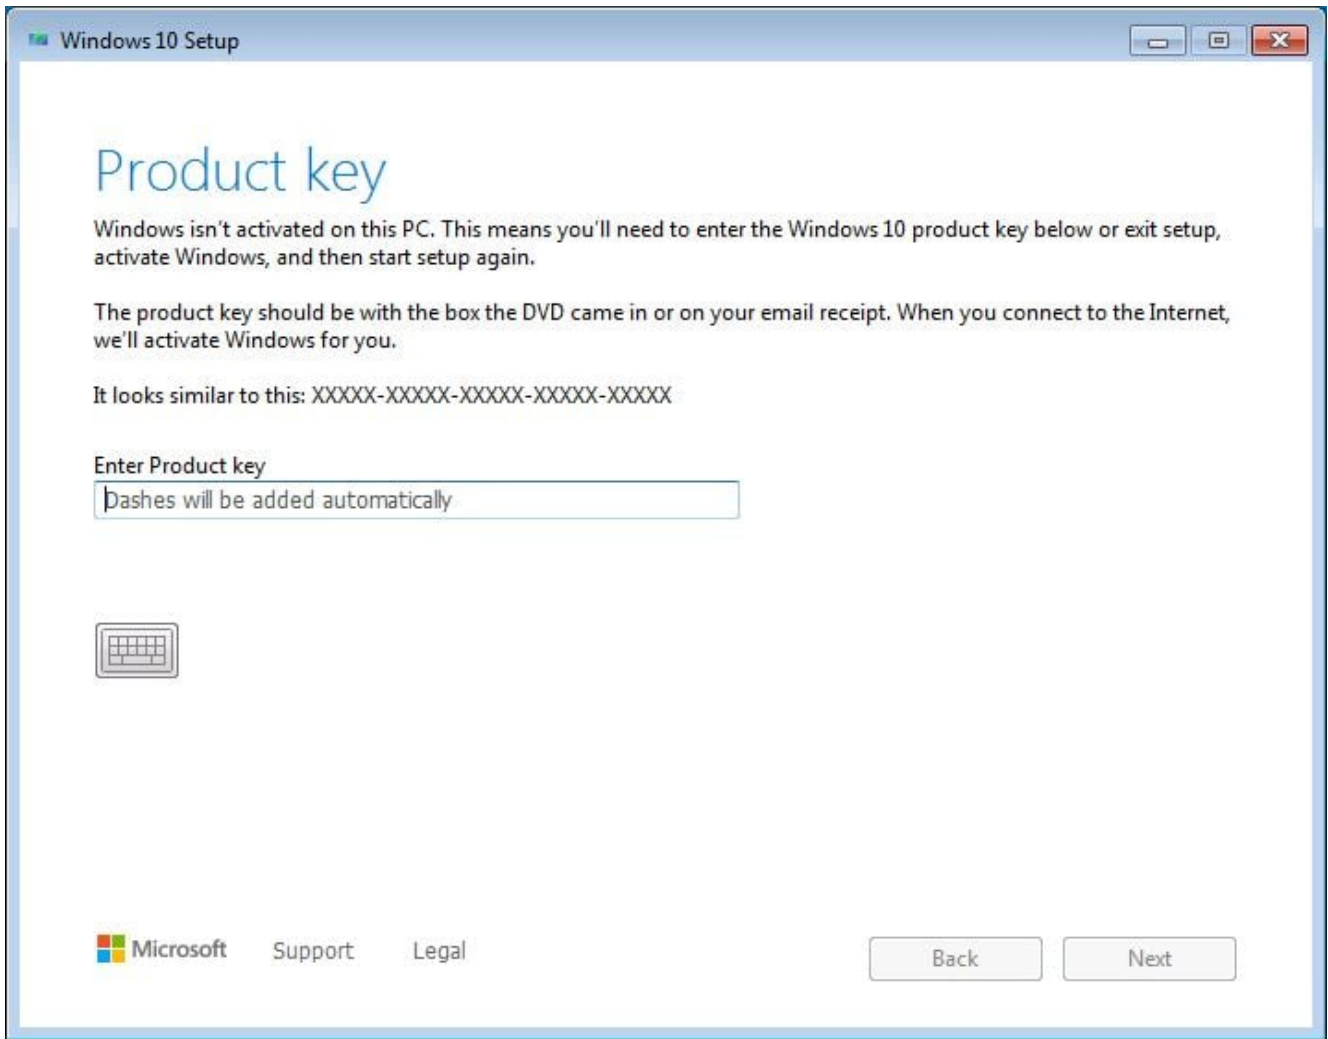 Windows 10 Setup
Product key
Windows isn't activated on this PC. This means you'll need to enter the Windows 10 product key below or exit setup,
activate Windows, and then start setup again.
The product key should be with the box the DVD came in or on your email receipt. When you connect to the Internet,
we'll activate Windows for you.
It looks similar to this: XXXXX-XXXXX-XXXXX-XXXXX-XXXXX
Enter Product key
Dashes will be added automatically
Microsoft Support Legal Back Next